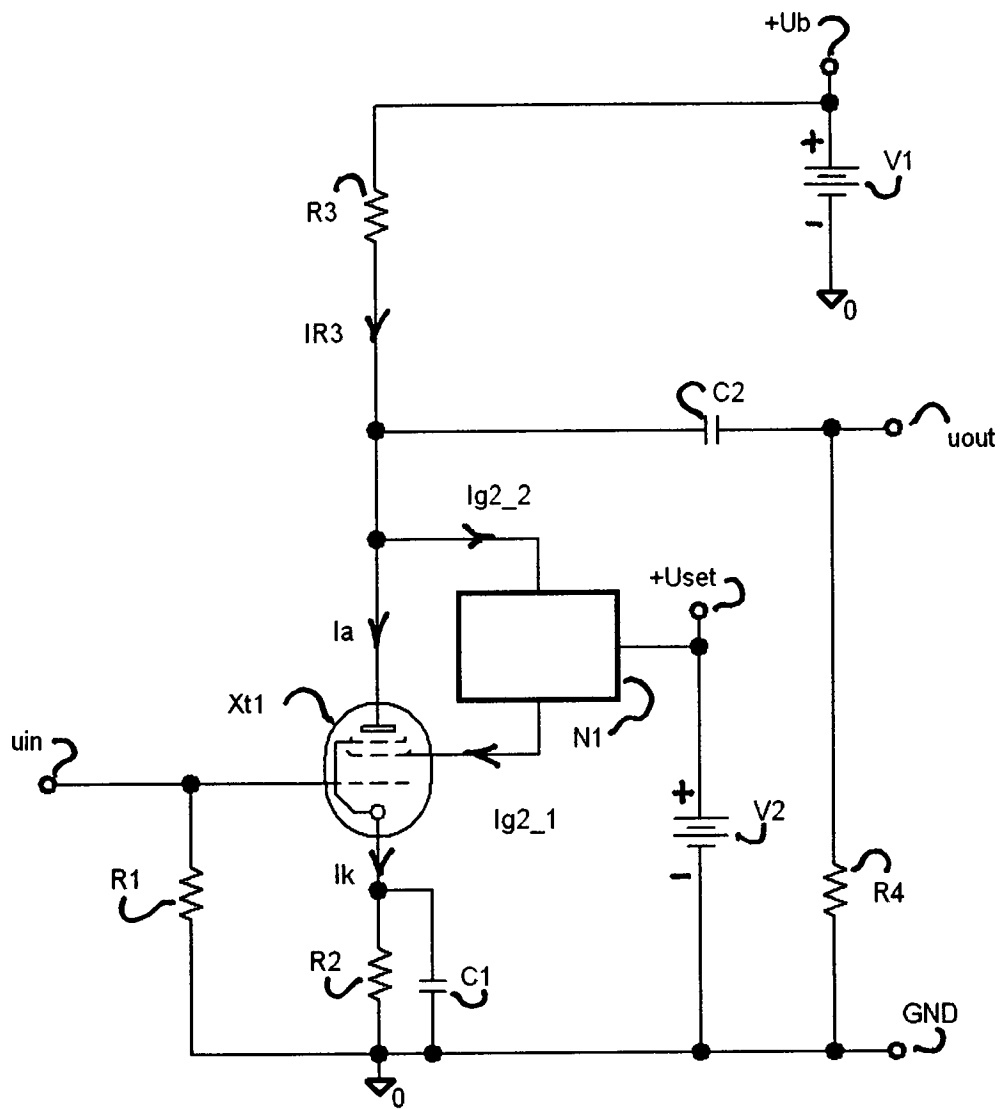 +Ub
+
V1
-
0
R3
IR3
C2
uout
Ig2_2
+Uset
Ia
Xt1
N1
uin
Ig2_1
+
V2
-
Ik
R1
R4
R2
C1
GND
0